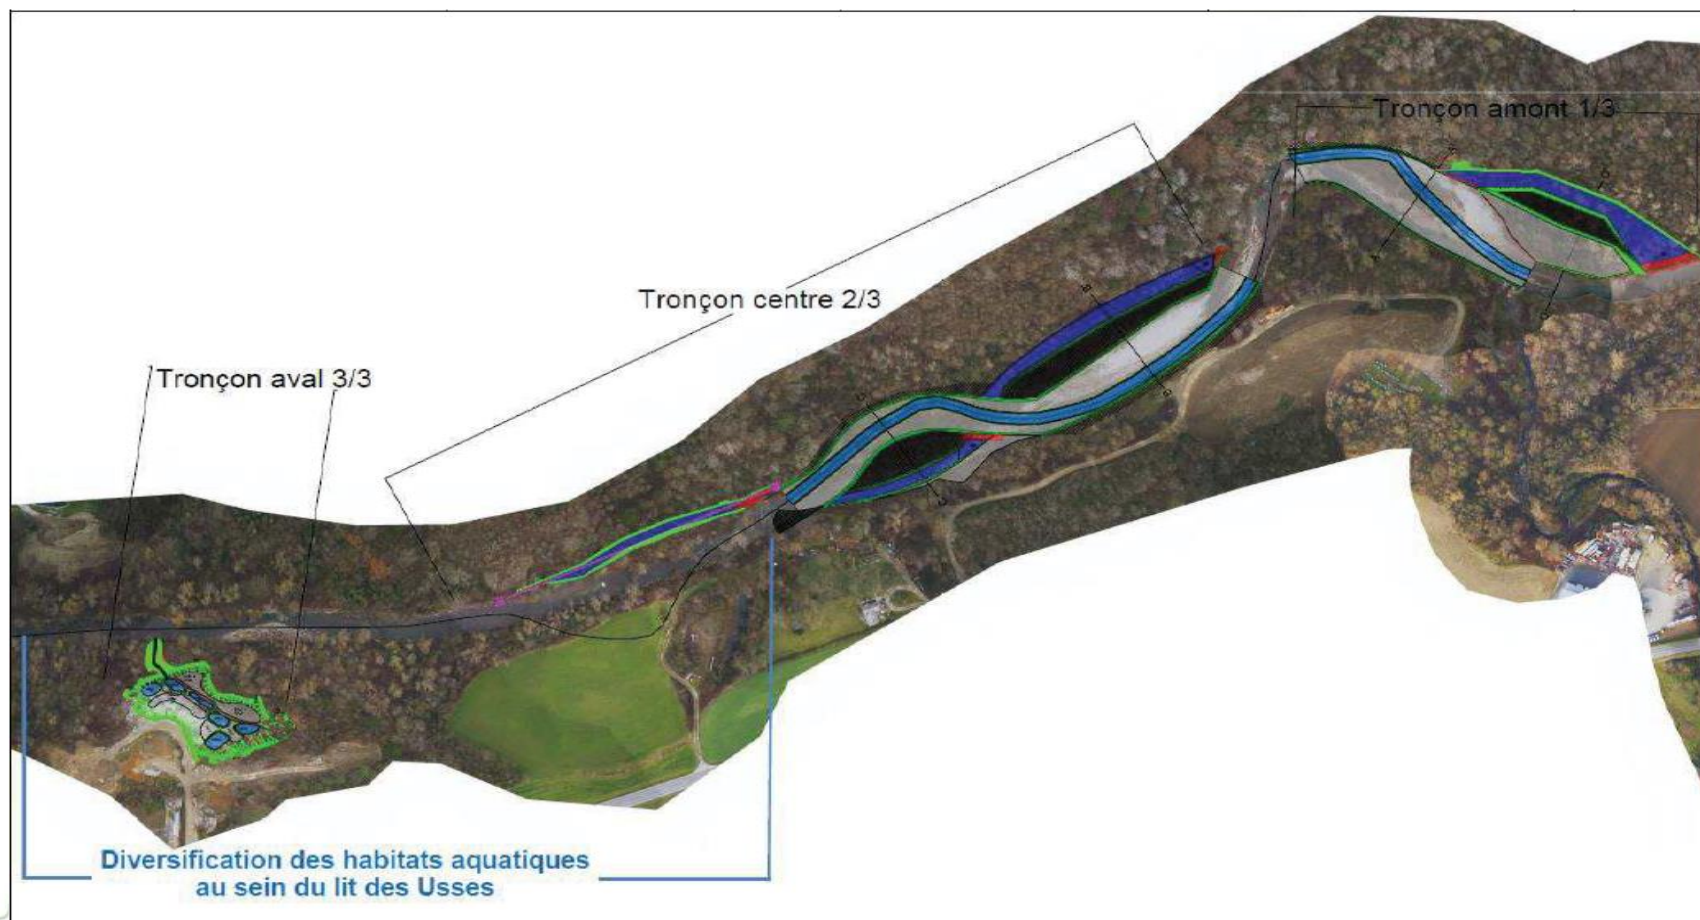 Tronçon amont 1/3
Tronçon centre 2/3
Tronçon aval 3/3
Diversification des habitats aquatiques
au sein du lit des Usses